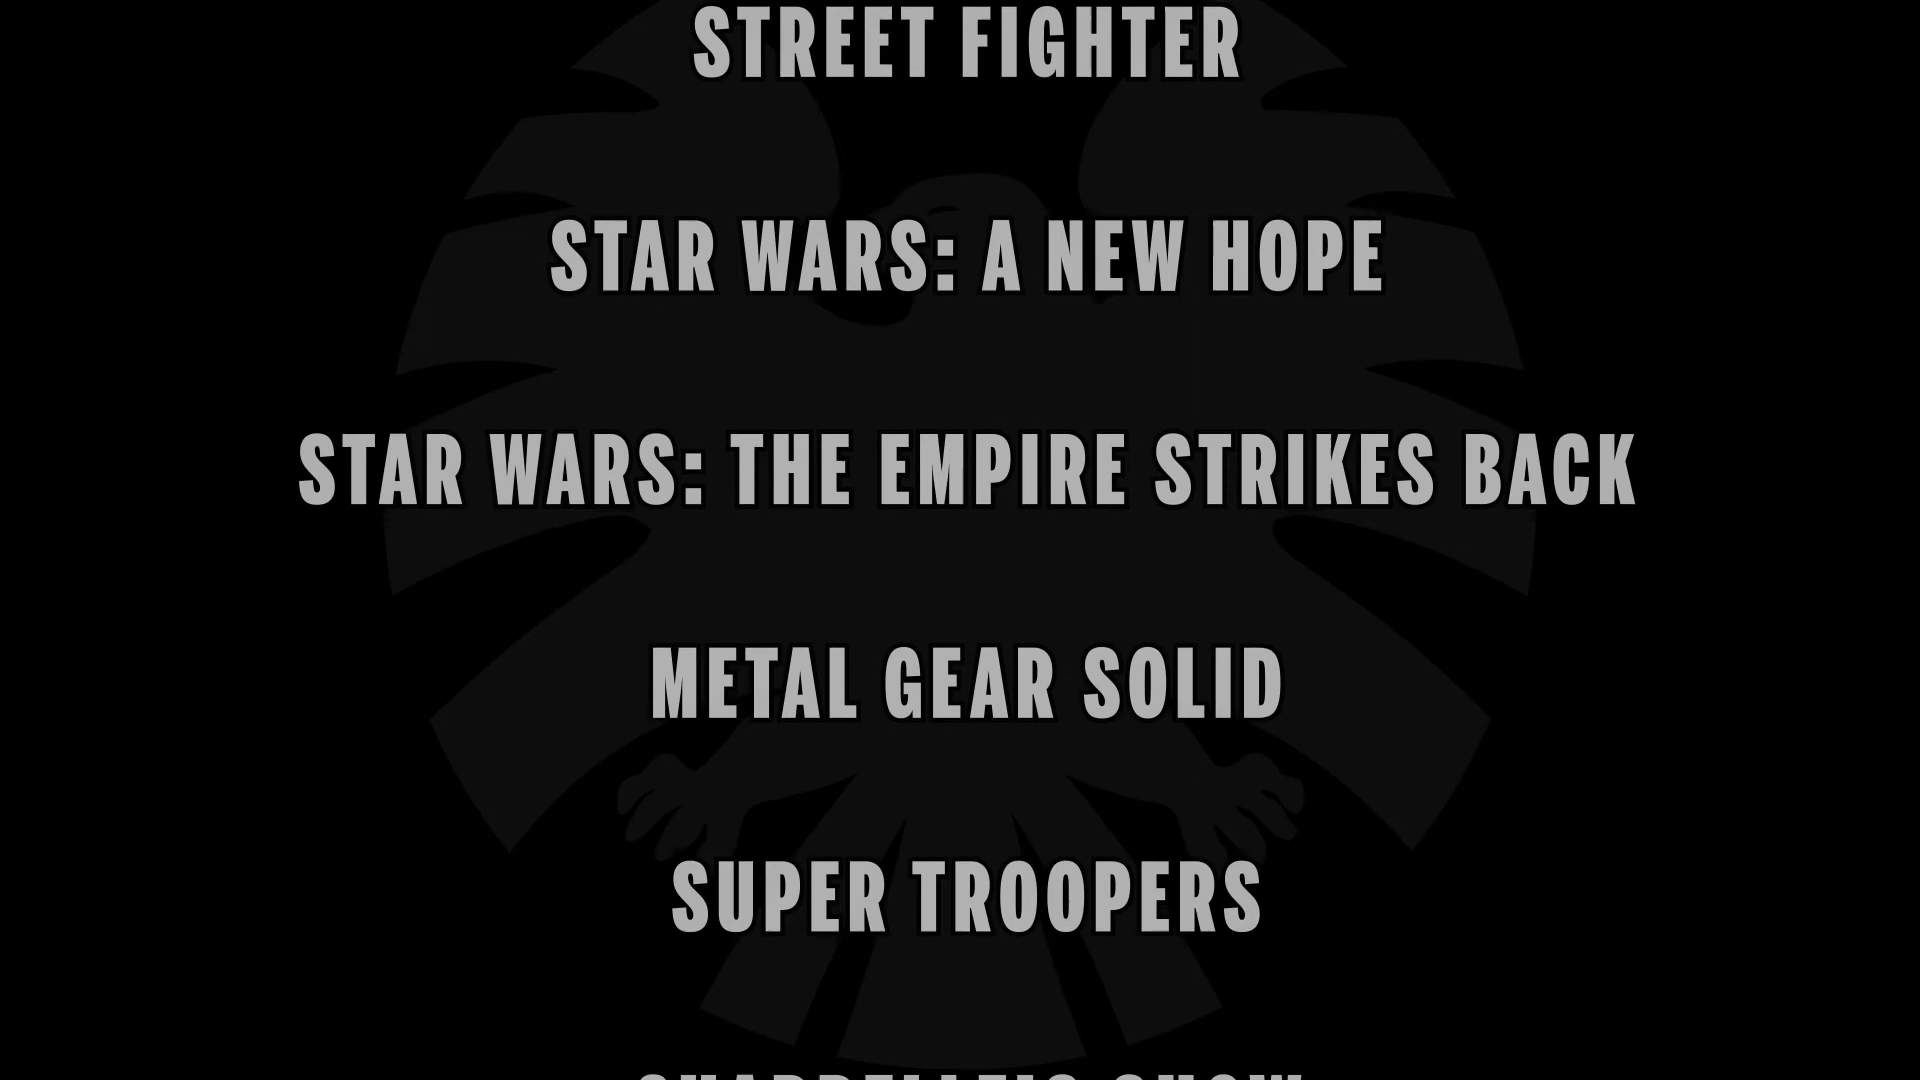 STREET FIGHTER
STAR WARS: A NEW HOPE
STAR WARS: THE EMPIRE STRIKES BACK
METAL GEAR SOLID
SUPER TROOPERS